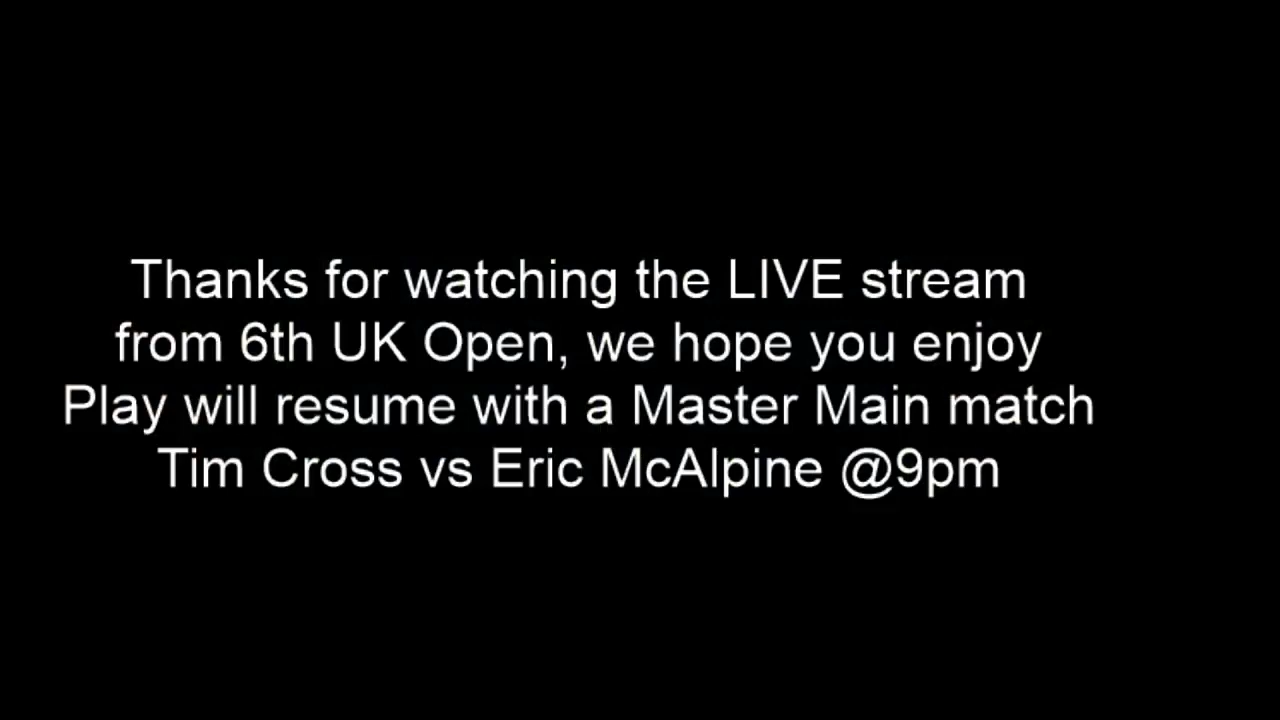 Thanks for watching the LIVE stream
from 6th UK Open, we hope you enjoy
Play will resume with a Master Main match
Tim Cross vs Eric McAlpine @9pm